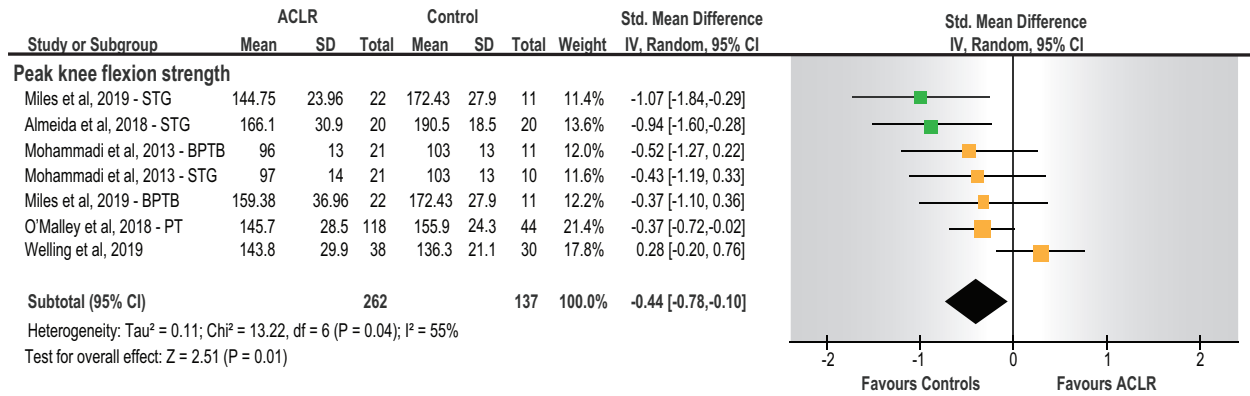 ACLR Control Std. Mean Difference Std. Mean Difference
Study or Subgroup Mean SD Total Mean SD Total Weight IV, Random, 95% CI IV, Random, 95% CI
Peak knee flexion strength
Miles et al, 2019 - STG 144.75 23.96 22 172.43 27.9 11 11.4% -1.07 [-1.84,-0.29]
Almeida et al, 2018 - STG 166.1 30.9 20 190.5 18.5 20 13.6% -0.94 [-1.60,-0.28]
Mohammadi et al, 2013 - BPTB 96 13 21 103 13 11 12.0% -0.52 [-1.27, 0.22]
Mohammadi et al, 2013 - STG 97 14 21 103 13 10 11.6% -0.43 [-1.19, 0.33]
Miles et al, 2019 - BPTB 159.38 36.96 22 172.43 27.9 11 12.2% -0.37 [-1.10, 0.36]
O'Malley et al, 2018 - PT 145.7 28.5 118 155.9 24.3 44 21.4% -0.37 [-0.72,-0.02]
Welling et al, 2019 143.8 29.9 38 136.3 21.1 30 17.8% 0.28 [-0.20, 0.76]
Subtotal (95% CI) 262 137 100.0% -0.44 [-0.78,-0.10]
Heterogeneity: Tau² = 0.11; Chi² = 13.22, df = 6 (P = 0.04); I² = 55%
Test for overall effect: Z = 2.51 (P = 0.01)
-2 -1 0 1 2
Favours Controls Favours ACLR